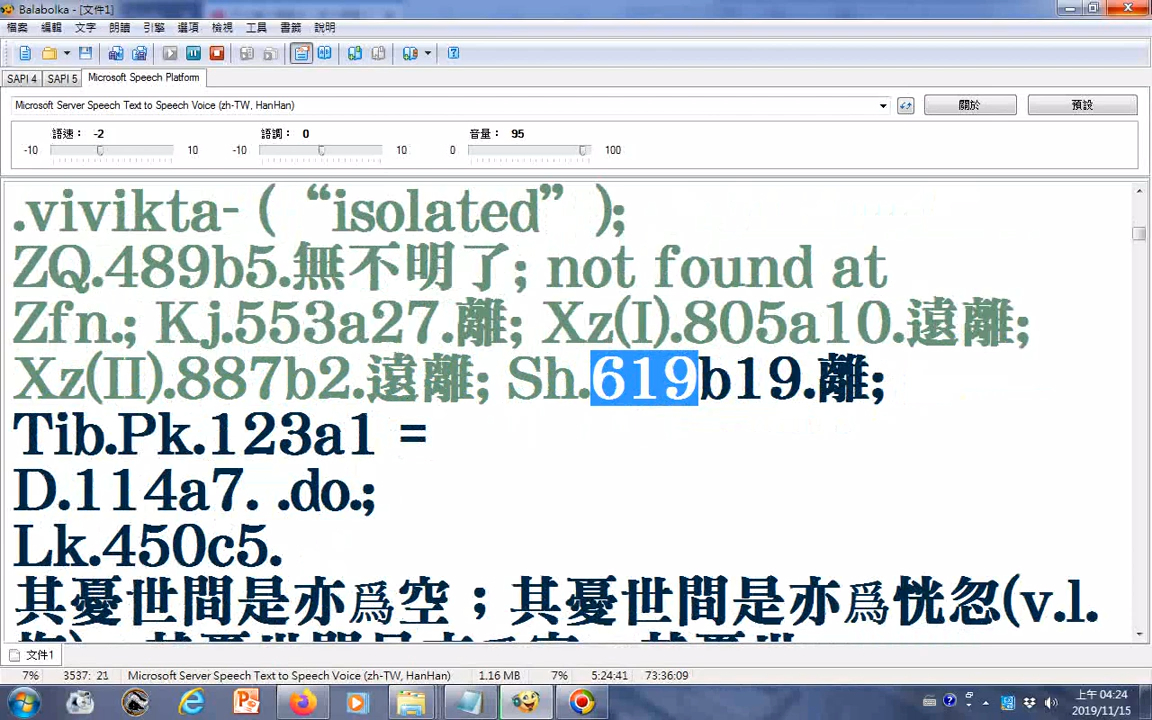 Balabolka - [文件1]
檔案 編輯 文字 朗讀 引擎 選項 檢視 工具 書籤 說明
SAPI 4 SAPI 5 Microsoft Speech Platform
Microsoft Server Speech Text to Speech Voice (zh-TW, HanHan) 關於 預設
語速： -2 語調： 0 音量： 95
-10 10 -10 10 0 100
.vivikta- (“isolated”);
ZQ.489b5.無不明了; not found at
Zfn.; Kj.553a27.離; Xz(I).805a10.遠離;
Xz(II).887b2.遠離; Sh.619b19.離;
Tib.Pk.123a1 =
D.114a7. .do.;
Lk.450c5.
其憂世間是亦爲空；其憂世間是亦爲恍忽(v.l.
文件1
7% 3537: 21 Microsoft Server Speech Text to Speech Voice (zh-TW, HanHan) 1.16 MB 7% 5:24:41 73:36:09
上午 04:24
2019/11/15